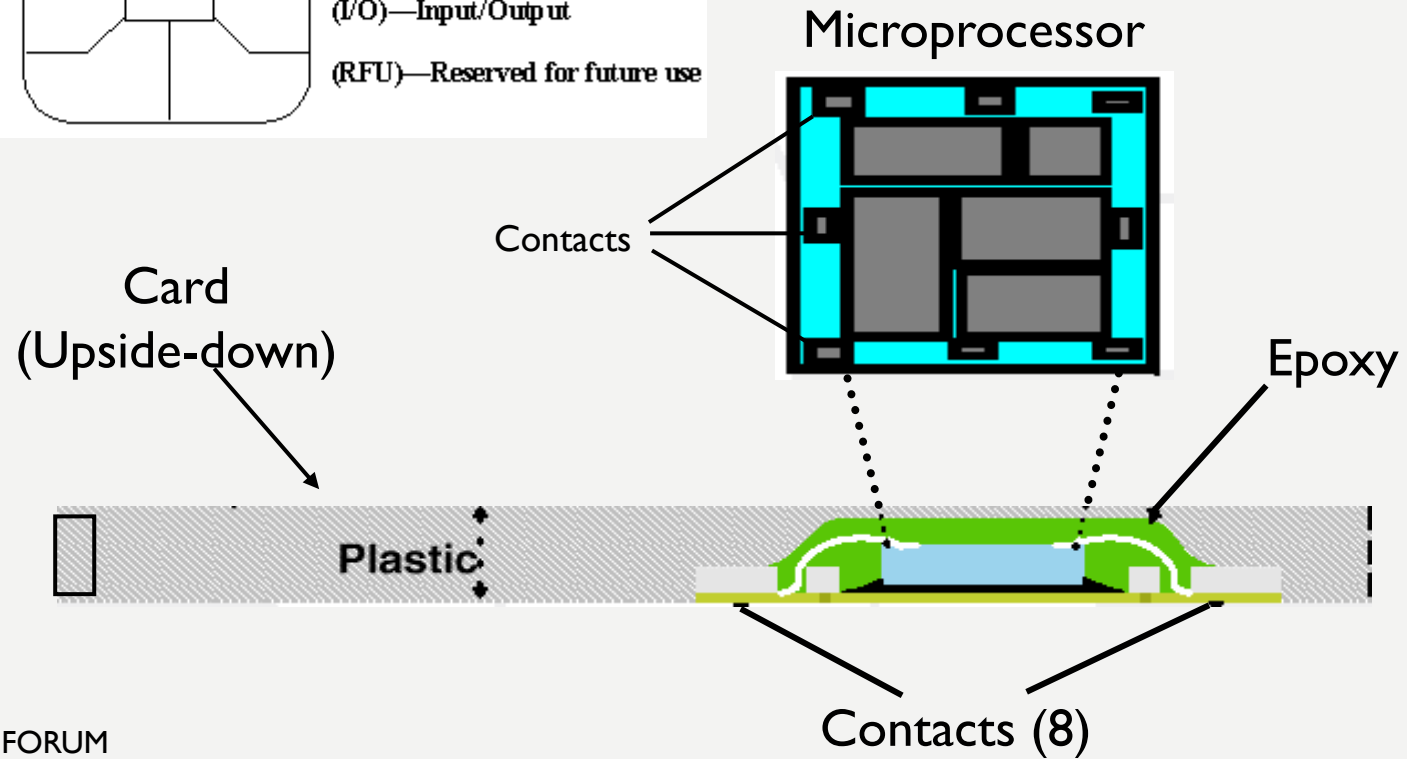 (I/O)—Input/Output
(RFU)—Reserved for future use
Microprocessor
Contacts
Card
(Upside-down)
Epoxy
Plastic
Contacts (8)
FORUM